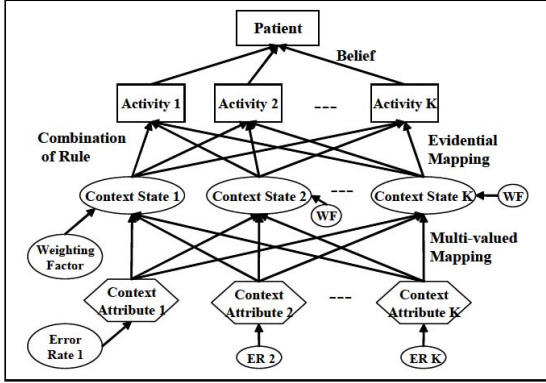 Patient
Belief
Activity 1
Activity 2
---
Activity K
Combination
of Rule
Evidential
Mapping
Context State 1
Context State 2
---
Context State K
WF
WF
Weighting
Factor
Multi-valued
Mapping
Context
Attribute 1
Context
Attribute 2
---
Context
Attribute K
Error
Rate 1
ER 2
ER K